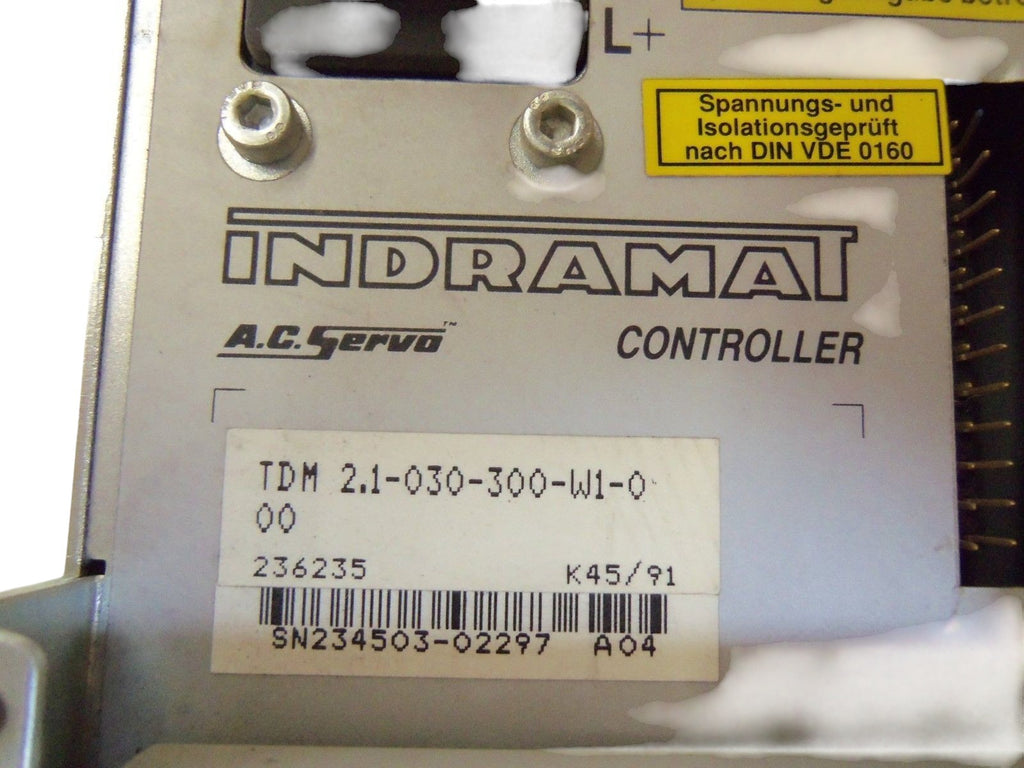 L+
Spannungs- und
Isolationsgeprüft
nach DIN VDE 0160
INDRAMAT
A.C. Servo™
CONTROLLER
TDM 2.1-030-300-W1-0
00
236235 K45/91
SN234503-02297 A04